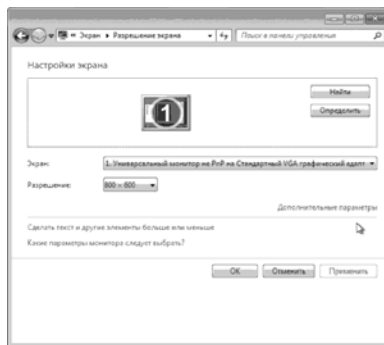 « Экран ▸ Разрешение экрана
Поиск в панели управления
Настройки экрана
1
Найти
Определить
Экран:
1. Универсальный монитор не PnP на Стандартный VGA графический адапт
Разрешение:
800 × 600
Дополнительные параметры
Сделать текст и другие элементы больше или меньше
Какие параметры монитора следует выбрать?
ОК
Отменить
Применить